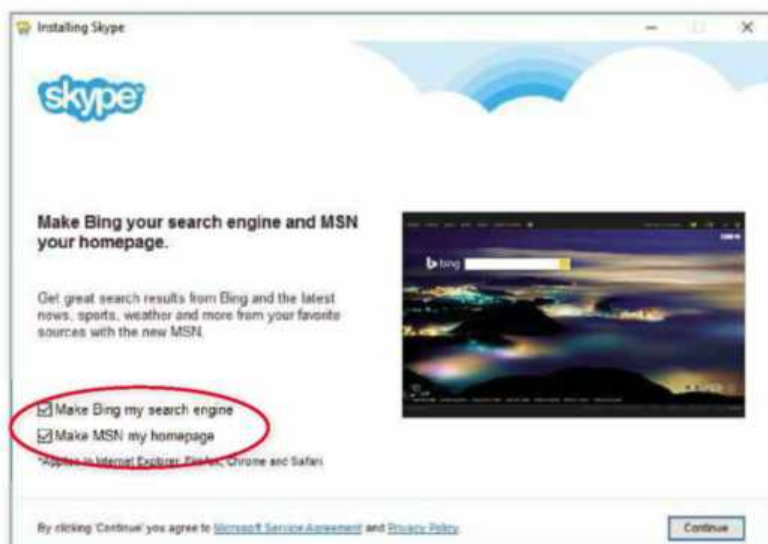 Installing Skype
skype
Make Bing your search engine and MSN
your homepage.
Get great search results from Bing and the latest
news, sports, weather and more from your favorite
sources with the new MSN.
bing
Make Bing my search engine
Make MSN my homepage
*Applies to Internet Explorer, Firefox, Chrome and Safari
By clicking 'Continue' you agree to Microsoft Service Agreement and Privacy Policy.
Continue